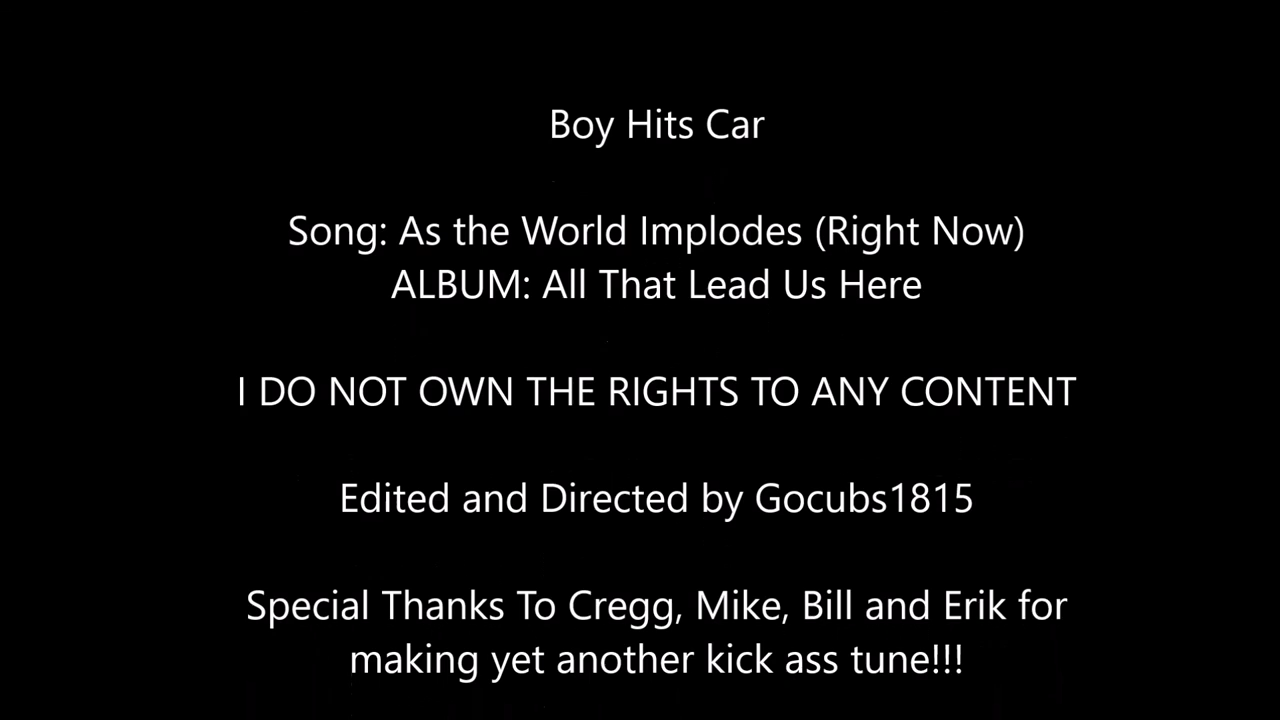 Boy Hits Car
Song: As the World Implodes (Right Now)
ALBUM: All That Lead Us Here
I DO NOT OWN THE RIGHTS TO ANY CONTENT
Edited and Directed by Gocubs1815
Special Thanks To Cregg, Mike, Bill and Erik for
making yet another kick ass tune!!!